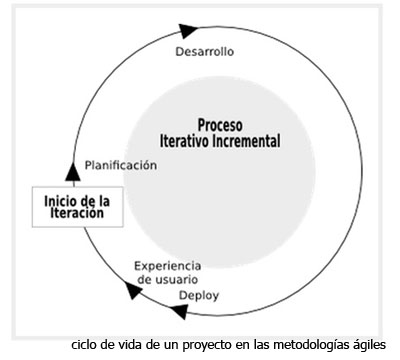 Desarrollo
Proceso
Iterativo Incremental
Planificación
Inicio de la
Iteración
Experiencia
de usuario
Deploy
ciclo de vida de un proyecto en las metodologías ágiles